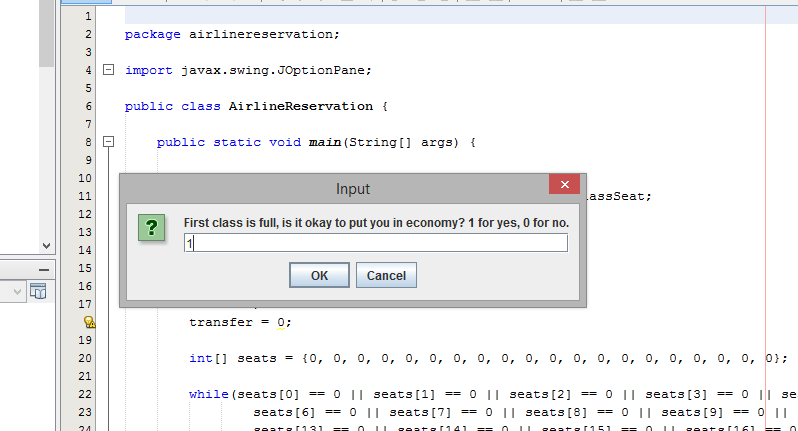 1
2 package airlinereservation;
3
4 import javax.swing.JOptionPane;
5
6 public class AirlineReservation {
7
8 public static void main(String[] args) {
9
10
11 lassSeat;
12
13
14
15
16
17
Input
First class is full, is it okay to put you in economy? 1 for yes, 0 for no.
1
OK Cancel
transfer = 0;
19
20 int[] seats = {0, 0, 0, 0, 0, 0, 0, 0, 0, 0, 0, 0, 0, 0, 0, 0, 0, 0, 0, 0};
21
22 while(seats[0] == 0 || seats[1] == 0 || seats[2] == 0 || seats[3] == 0 || se
23 seats[6] == 0 || seats[7] == 0 || seats[8] == 0 || seats[9] == 0 ||
24 seats[13] == 0 || seats[14] == 0 || seats[15] == 0 || seats[16] == 0